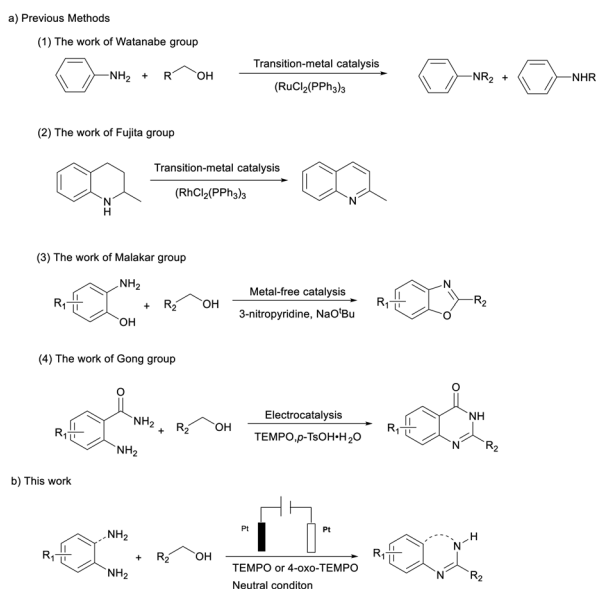 a) Previous Methods
(1) The work of Watanabe group
NH2 + R OH Transition-metal catalysis (RuCl2(PPh3)3 NR2 + NHR
(2) The work of Fujita group
N H Transition-metal catalysis (RhCl2(PPh3)3 N
(3) The work of Malakar group
R1 NH2 OH + R2 OH Metal-free catalysis 3-nitropyridine, NaOtBu R1 N O R2
(4) The work of Gong group
R1 O NH2 NH2 + R2 OH Electrocatalysis TEMPO,p-TsOH•H2O R1 O NH N R2
b) This work
Pt Pt
R1 NH2 NH2 + R2 OH TEMPO or 4-oxo-TEMPO R1 N H N R2
Neutral conditon